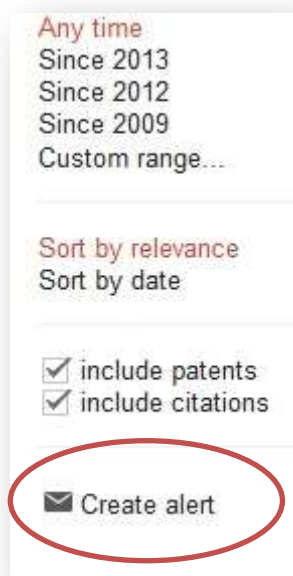 Any time
Since 2013
Since 2012
Since 2009
Custom range...
Sort by relevance
Sort by date
include patents
include citations
Create alert